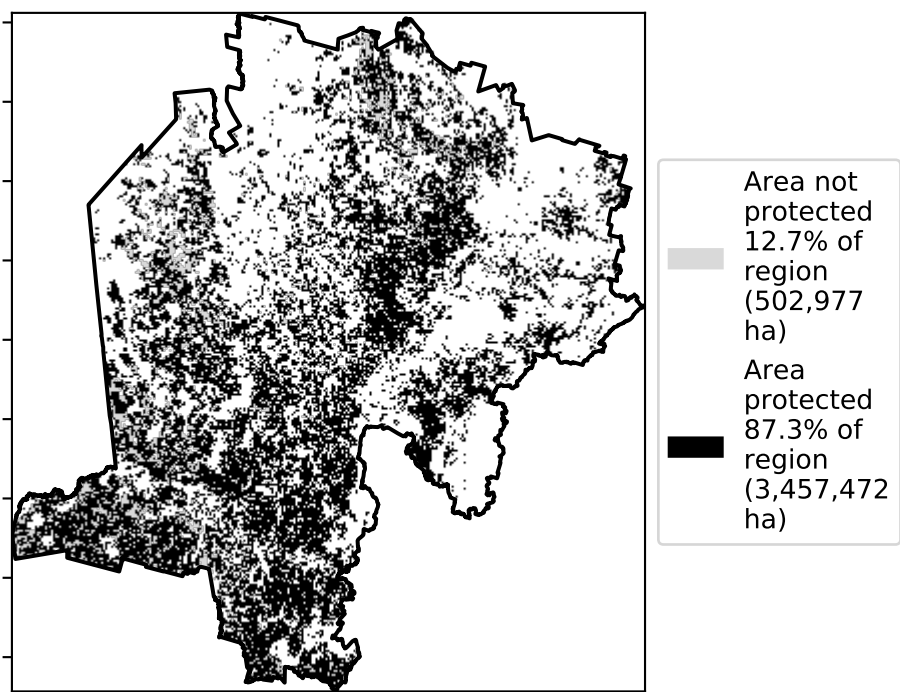 Area not
protected
12.7% of
region
(502,977
ha)
Area
protected
87.3% of
region
(3,457,472
ha)